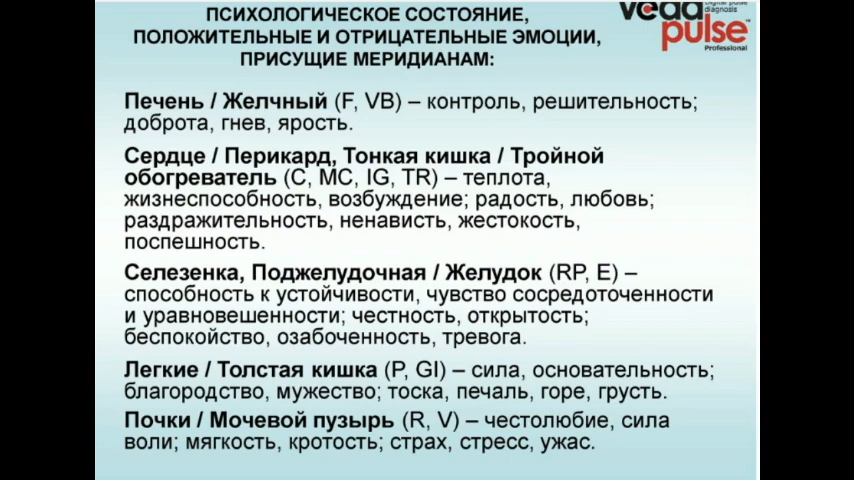 ПСИХОЛОГИЧЕСКОЕ СОСТОЯНИЕ,
ПОЛОЖИТЕЛЬНЫЕ И ОТРИЦАТЕЛЬНЫЕ ЭМОЦИИ,
ПРИСУЩИЕ МЕРИДИАНАМ:
veda
pulse diagnosis
pulse™
Professional
Печень / Желчный (F, VB) – контроль, решительность;
доброта, гнев, ярость.
Сердце / Перикард, Тонкая кишка / Тройной
обогреватель (C, MC, IG, TR) – теплота,
жизнеспособность, возбуждение; радость, любовь;
раздражительность, ненависть, жестокость,
поспешность.
Селезенка, Поджелудочная / Желудок (RP, E) –
способность к устойчивости, чувство сосредоточенности
и уравновешенности; честность, открытость;
беспокойство, озабоченность, тревога.
Легкие / Толстая кишка (P, GI) – сила, основательность;
благородство, мужество; тоска, печаль, горе, грусть.
Почки / Мочевой пузырь (R, V) – честолюбие, сила
воли; мягкость, кротость; страх, стресс, ужас.